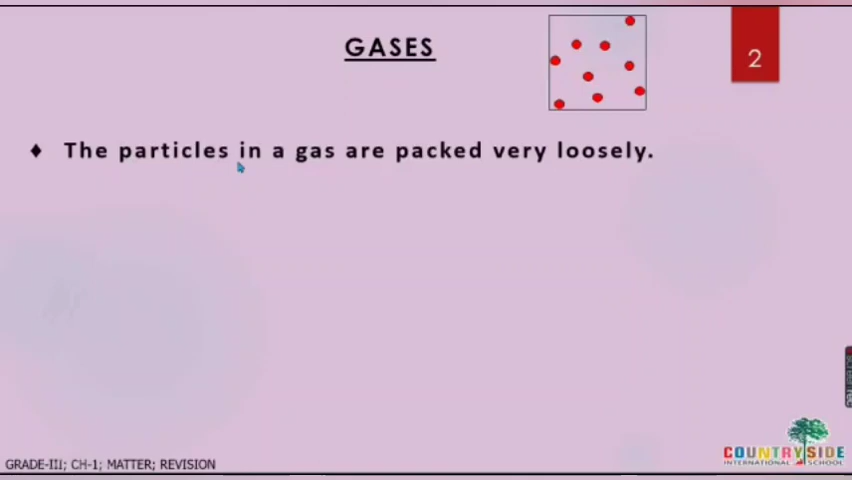 GASES
2
♦ The particles in a gas are packed very loosely.
GRADE-III; CH-1; MATTER; REVISION
COUNTRYSIDE
INTERNATIONAL SCHOOL